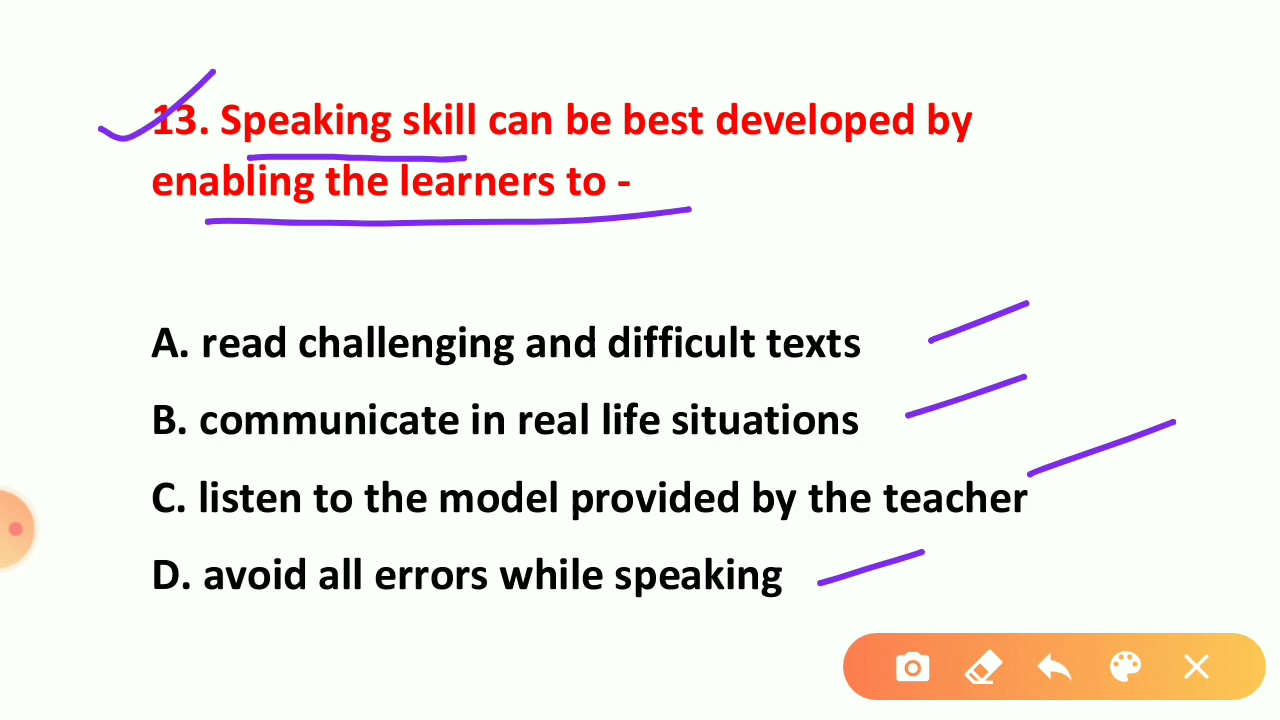 13. Speaking skill can be best developed by
enabling the learners to -
A. read challenging and difficult texts
B. communicate in real life situations
C. listen to the model provided by the teacher
D. avoid all errors while speaking